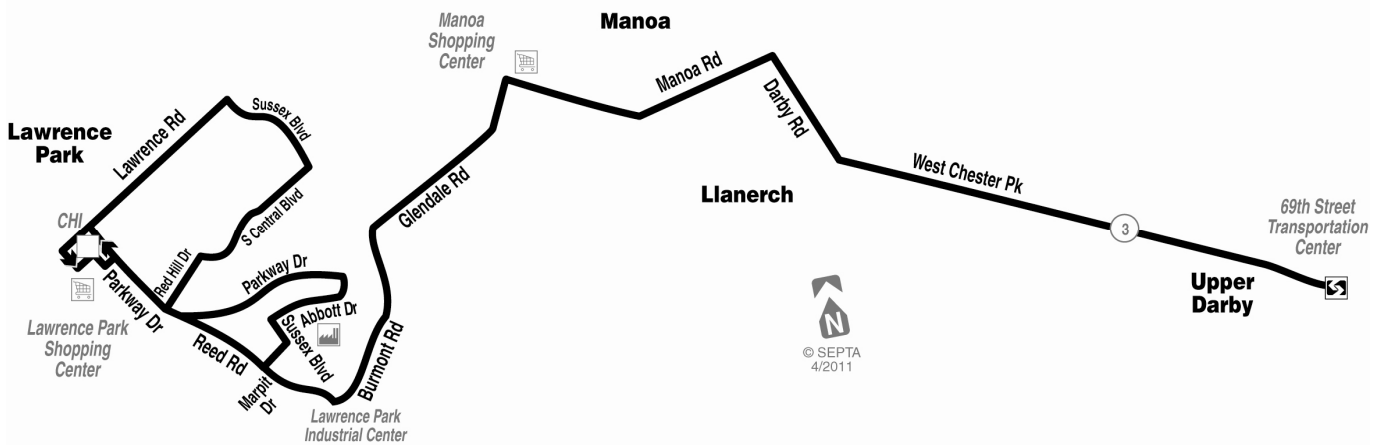 Manoa
Shopping
Center
Manoa
Manoa Rd
Darby Rd
Lawrence
Park
Lawrence Rd
Sussex Blvd
Glendale Rd
Llanerch
West Chester Pk
3
69th Street
Transportation
Center
CHI
S Central Blvd
Red Hill Dr
Parkway Dr
Parkway Dr
Abbott Dr
Sussex Blvd
Upper
Darby
Lawrence Park
Shopping
Center
Reed Rd
Marpit
Dr
Burmont Rd
Lawrence Park
Industrial Center
N
© SEPTA
4/2011